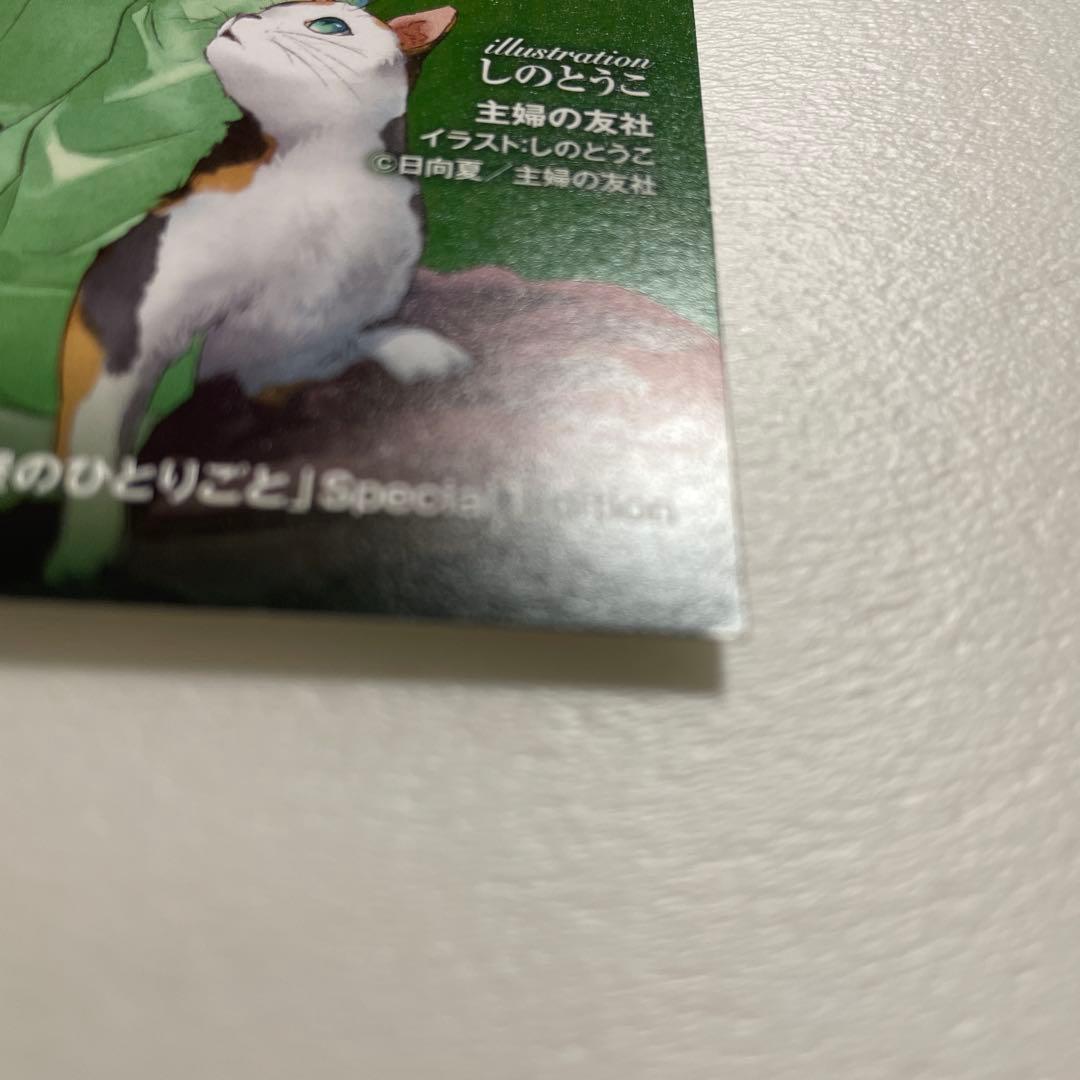 illustration
しのとうこ
主婦の友社
イラスト:しのとうこ
©日向夏／主婦の友社
のひとりごと」Special Edition